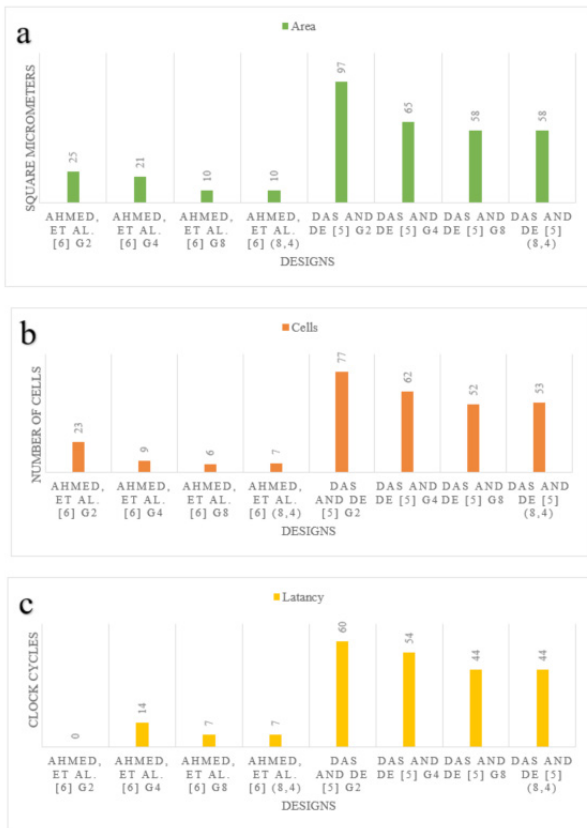 a
Area
SQUARE MICROMETERS
25
21
10
10
97
65
58
58
AHMED, ET AL. [6] G2
AHMED, ET AL. [6] G4
AHMED, ET AL. [6] G8
AHMED, ET AL. [6] (8,4)
DAS AND DE [5] G2
DAS AND DE [5] G4
DAS AND DE [5] G8
DAS AND DE [5] (8,4)
DESIGNS
b
Cells
NUMBER OF CELLS
23
9
6
7
77
62
52
53
AHMED, ET AL. [6] G2
AHMED, ET AL. [6] G4
AHMED, ET AL. [6] G8
AHMED, ET AL. [6] (8,4)
DAS AND DE [5] G2
DAS AND DE [5] G4
DAS AND DE [5] G8
DAS AND DE [5] (8,4)
DESIGNS
c
Latancy
CLOCK CYCLES
0
14
7
7
60
54
44
44
AHMED, ET AL. [6] G2
AHMED, ET AL. [6] G4
AHMED, ET AL. [6] G8
AHMED, ET AL. [6] (8,4)
DAS AND DE [5] G2
DAS AND DE [5] G4
DAS AND DE [5] G8
DAS AND DE [5] (8,4)
DESIGNS